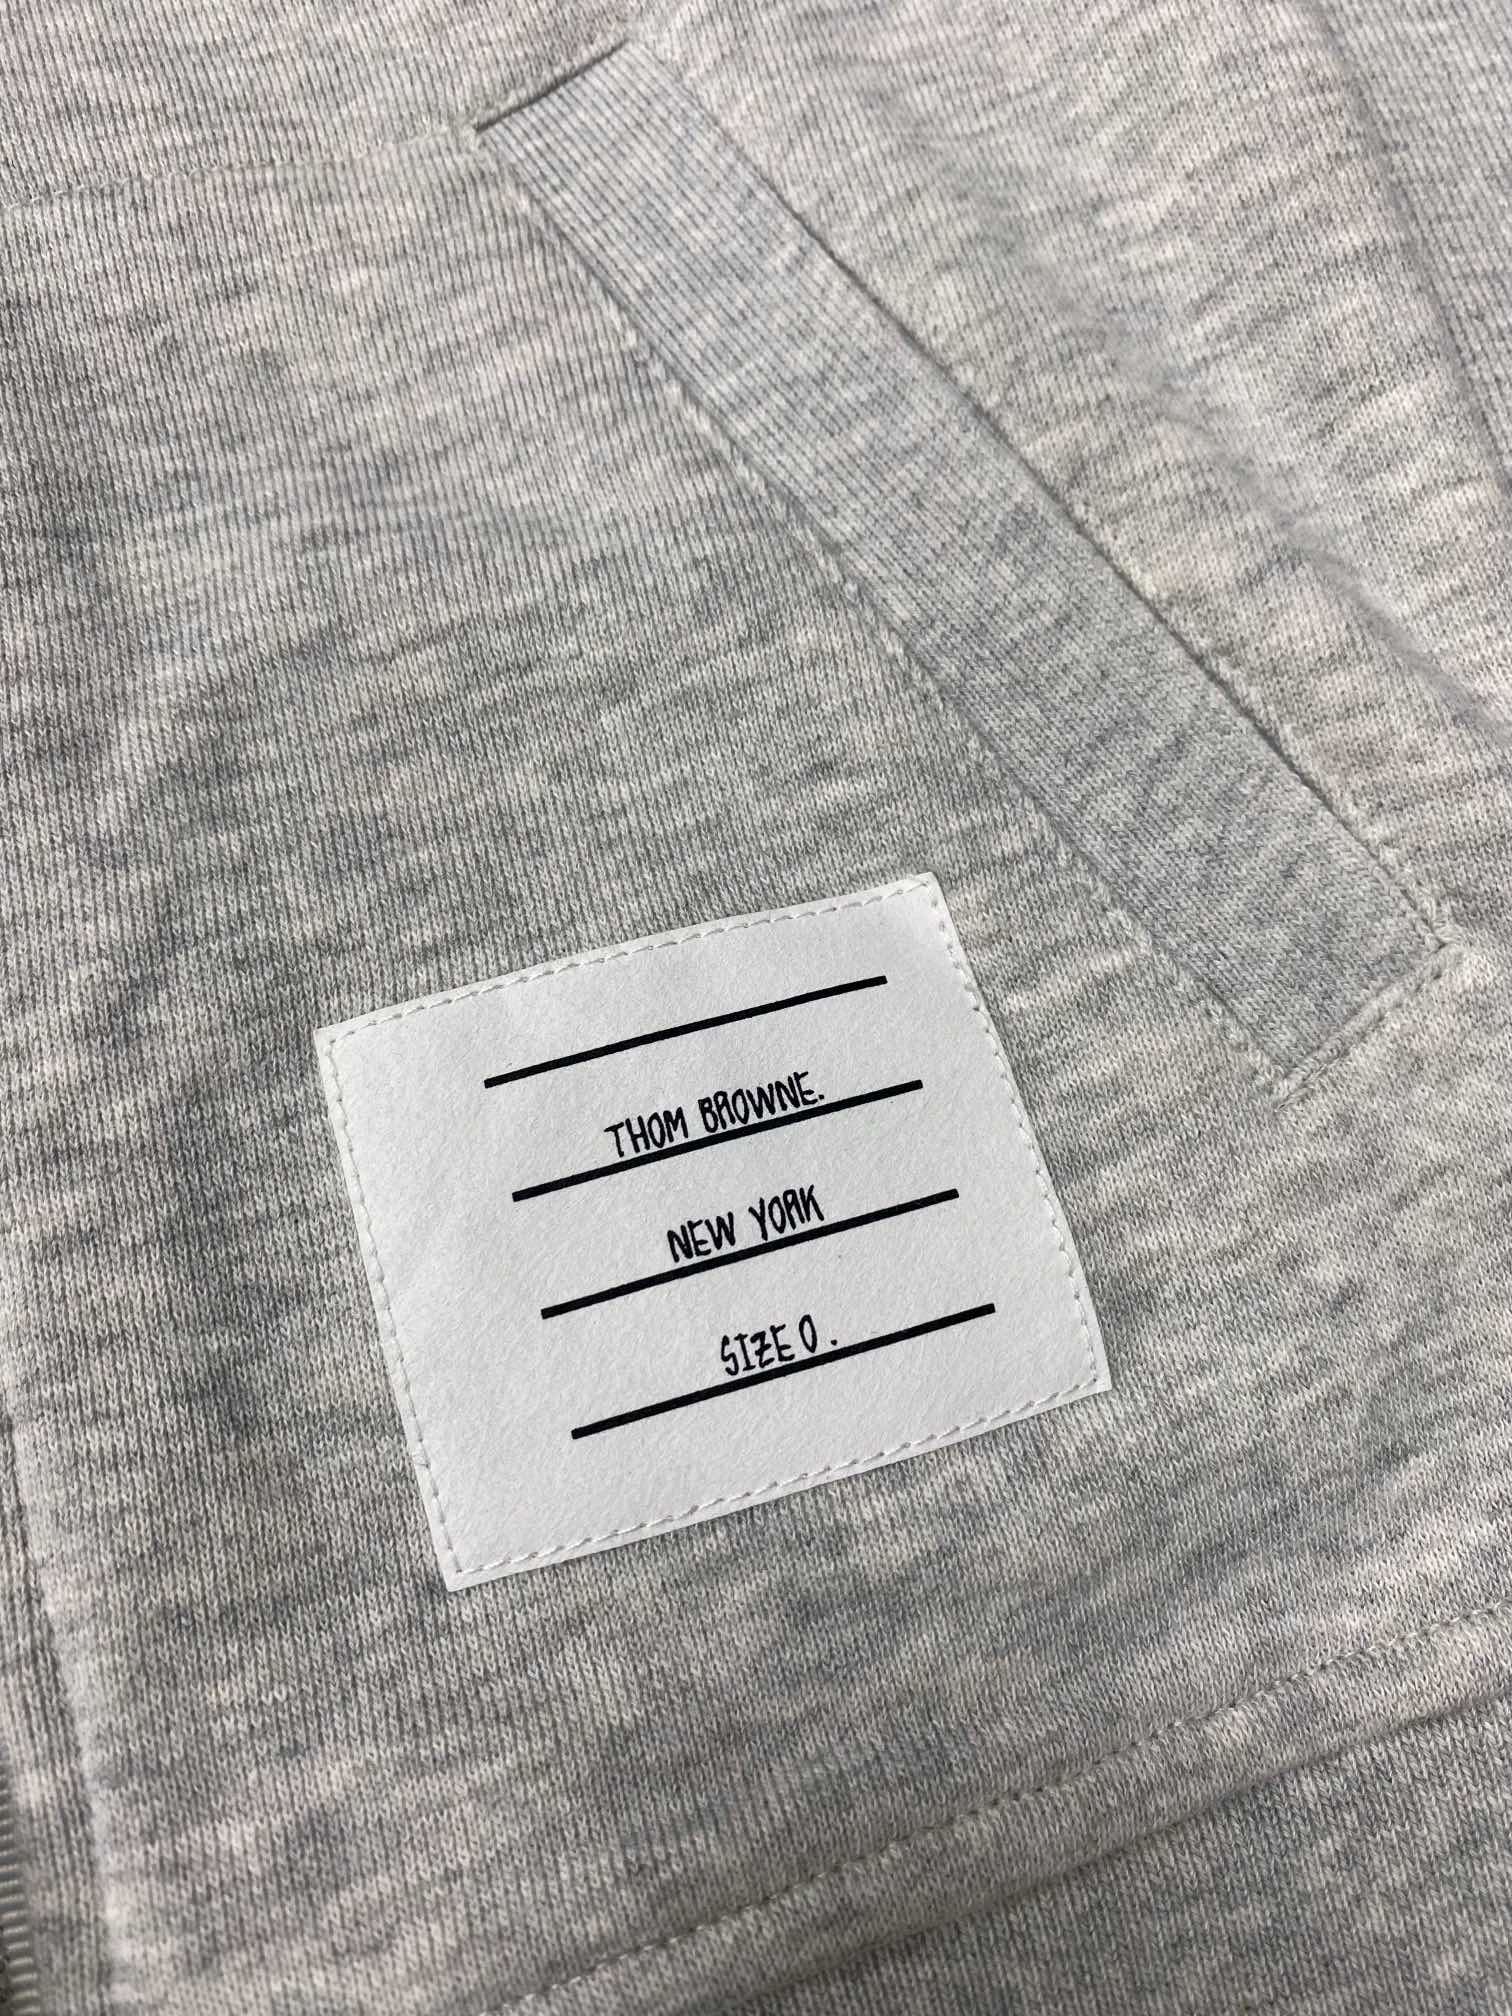 THOM BROWNE.
NEW YORK
SIZE 0.